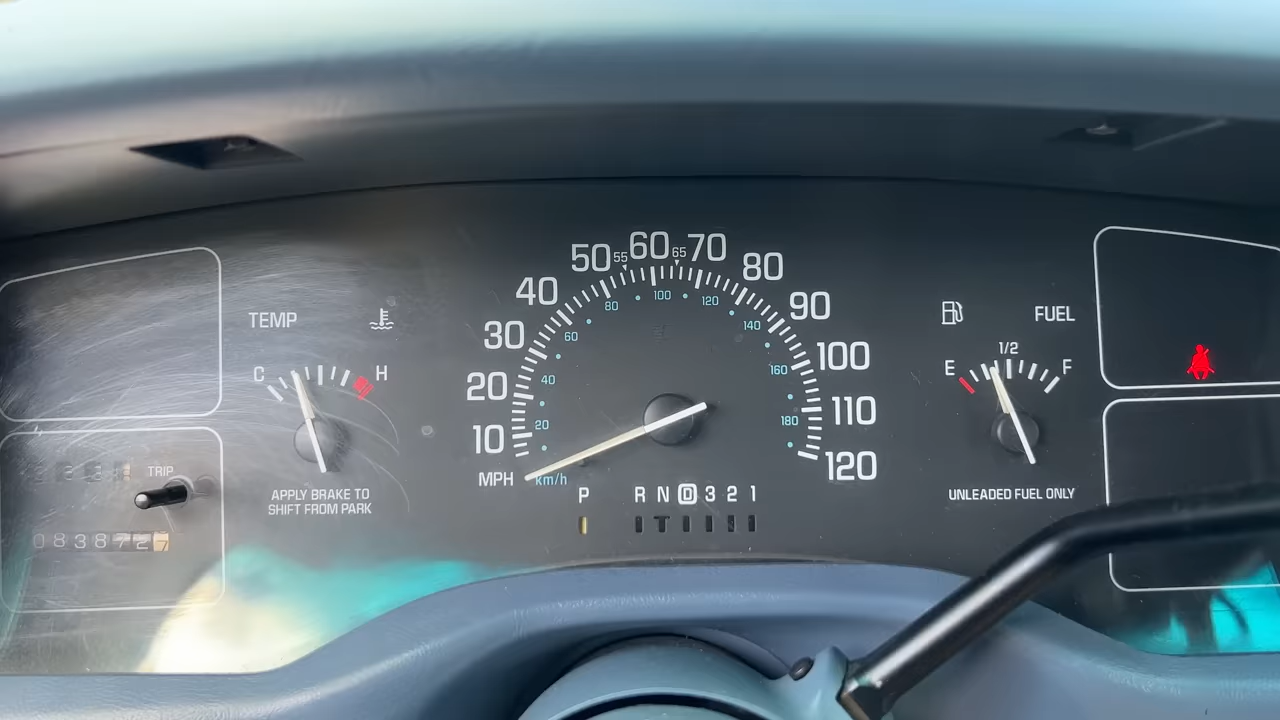 50 55 60 65 70
40 80
30 90
20 100
10 110
MPH 120
80 100 120
60 140
40 160
20 180
km/h
TEMP
C H
APPLY BRAKE TO
SHIFT FROM PARK
TRIP
083872 7
P R N D 3 2 1
FUEL
1/2
E F
UNLEADED FUEL ONLY